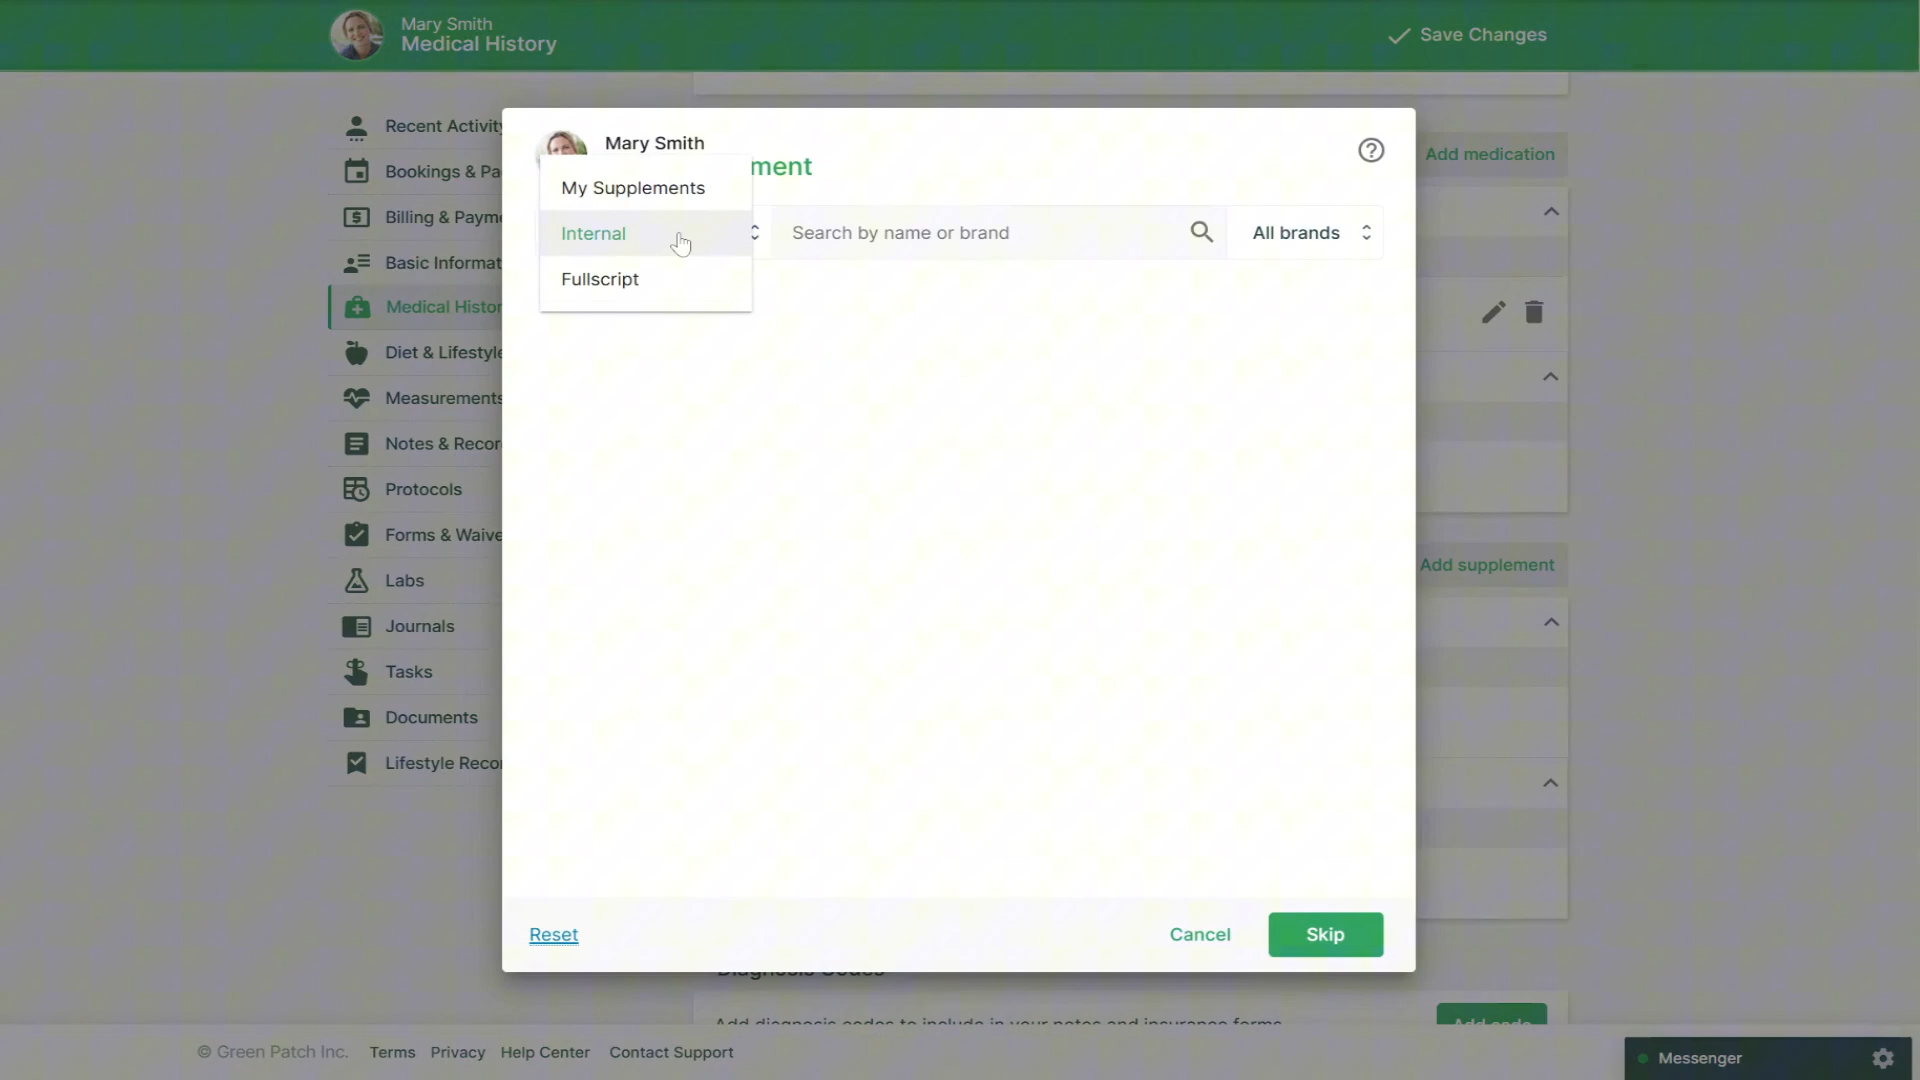 Mary Smith
Medical History
Save Changes
Recent Activity
Bookings & Pa
Billing & Payme
Basic Informat
Medical Histor
Diet & Lifestyle
Measurements
Notes & Recor
Protocols
Forms & Waive
Labs
Journals
Tasks
Documents
Lifestyle Recor
Mary Smith
ment
My Supplements
Internal
Fullscript
Search by name or brand
All brands
Add medication
Add supplement
Reset
Cancel
Skip
Diagnosis Codes
Add diagnosis codes to include in your notes and insurance forms
Add code
© Green Patch Inc.
Terms
Privacy
Help Center
Contact Support
Messenger